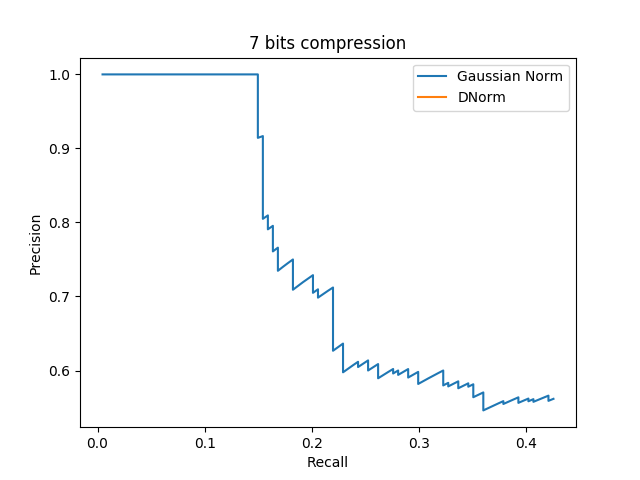 7 bits compression
Gaussian Norm
DNorm
1.0
0.9
0.8
0.7
0.6
Precision
0.0 0.1 0.2 0.3 0.4
Recall